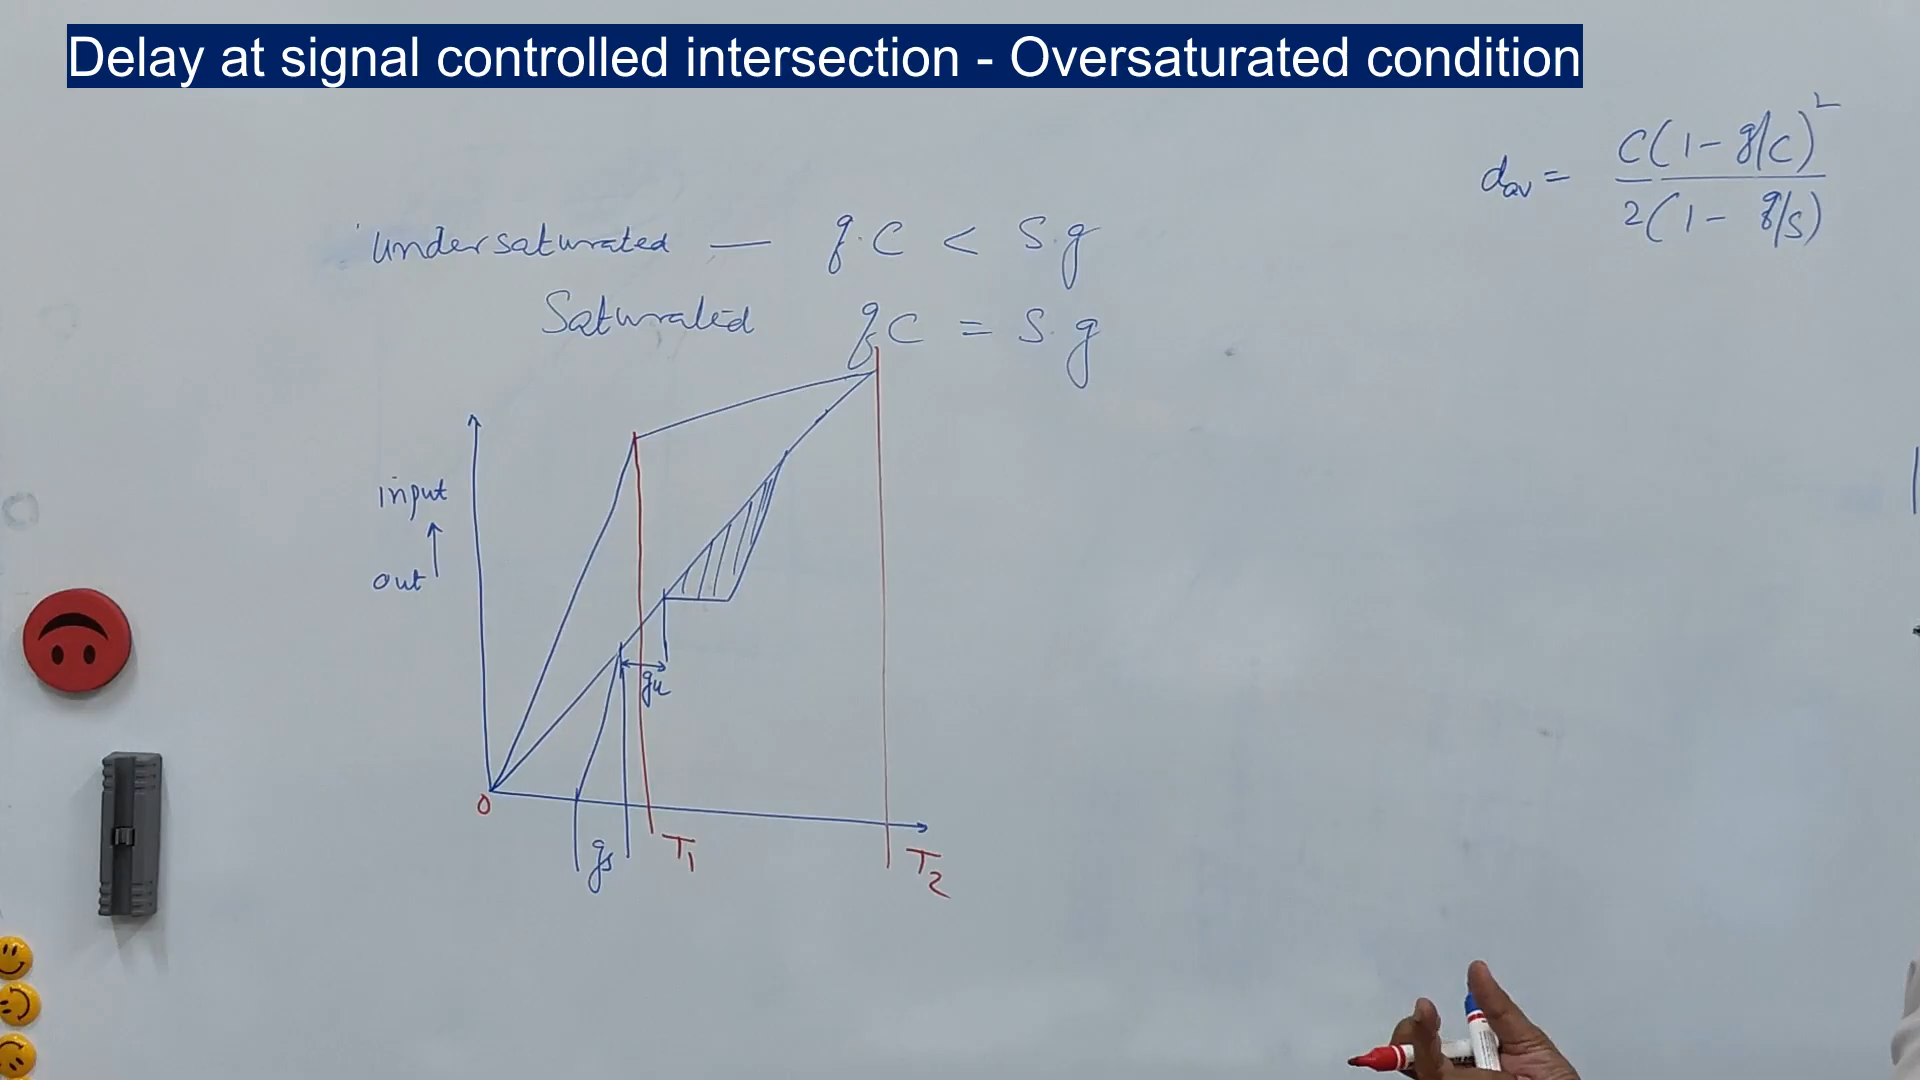 Delay at signal controlled intersection - Oversaturated condition
dav = C(1 - g/C)² / 2(1 - q/s)
Undersaturated — q.C < S.g
Saturated qC = S.g
input
out
gu
0
gs
T1
T2